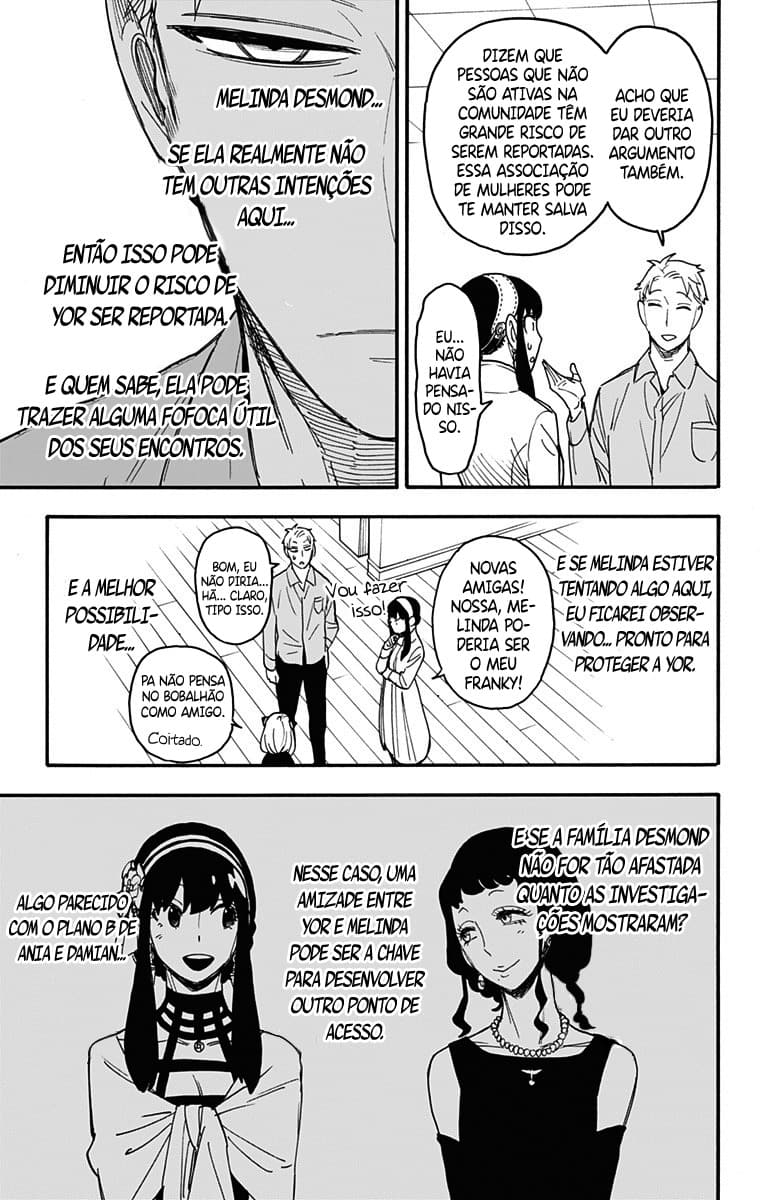 ACHO QUE
EU DEVERIA
DAR OUTRO
ARGUMENTO
TAMBÉM.
DIZEM QUE
PESSOAS QUE NÃO
SÃO ATIVAS NA
COMUNIDADE TÊM
GRANDE RISCO DE
SEREM REPORTADAS.
ESSA ASSOCIAÇÃO
DE MULHERES PODE
TE MANTER SALVA
DISSO.
EU...
NÃO
HAVIA
PENSA-
DO NIS-
SO.
MELINDA DESMOND...
SE ELA REALMENTE NÃO
TEM OUTRAS INTENÇÕES
AQUI...
ENTÃO ISSO PODE
DIMINUIR O RISCO DE
YOR SER REPORTADA.
E QUEM SABE, ELA PODE
TRAZER ALGUMA FOFOCA ÚTIL
DOS SEUS ENCONTROS.
E SE MELINDA ESTIVER
TENTANDO ALGO AQUI,
EU FICAREI OBSER-
VANDO... PRONTO PARA
PROTEGER A YOR.
NOVAS
AMIGAS!
NOSSA, ME-
LINDA PO-
DERIA SER
O MEU
FRANKY!
Vou fazer
isso!
BOM, EU
NÃO DIRIA...
HÃ... CLARO,
TIPO ISSO.
PA NÃO PENSA
NO BOBALHÃO
COMO AMIGO.
Coitado.
E A MELHOR
POSSIBILI-
DADE...
E SE A FAMÍLIA DESMOND
NÃO FOR TÃO AFASTADA
QUANTO AS INVESTIGA-
ÇÕES MOSTRARAM?
NESSE CASO, UMA
AMIZADE ENTRE
YOR E MELINDA
PODE SER A CHAVE
PARA DESENVOLVER
OUTRO PONTO DE
ACESSO.
ALGO PARECIDO
COM O PLANO B DE
ANIA E DAMIAN...